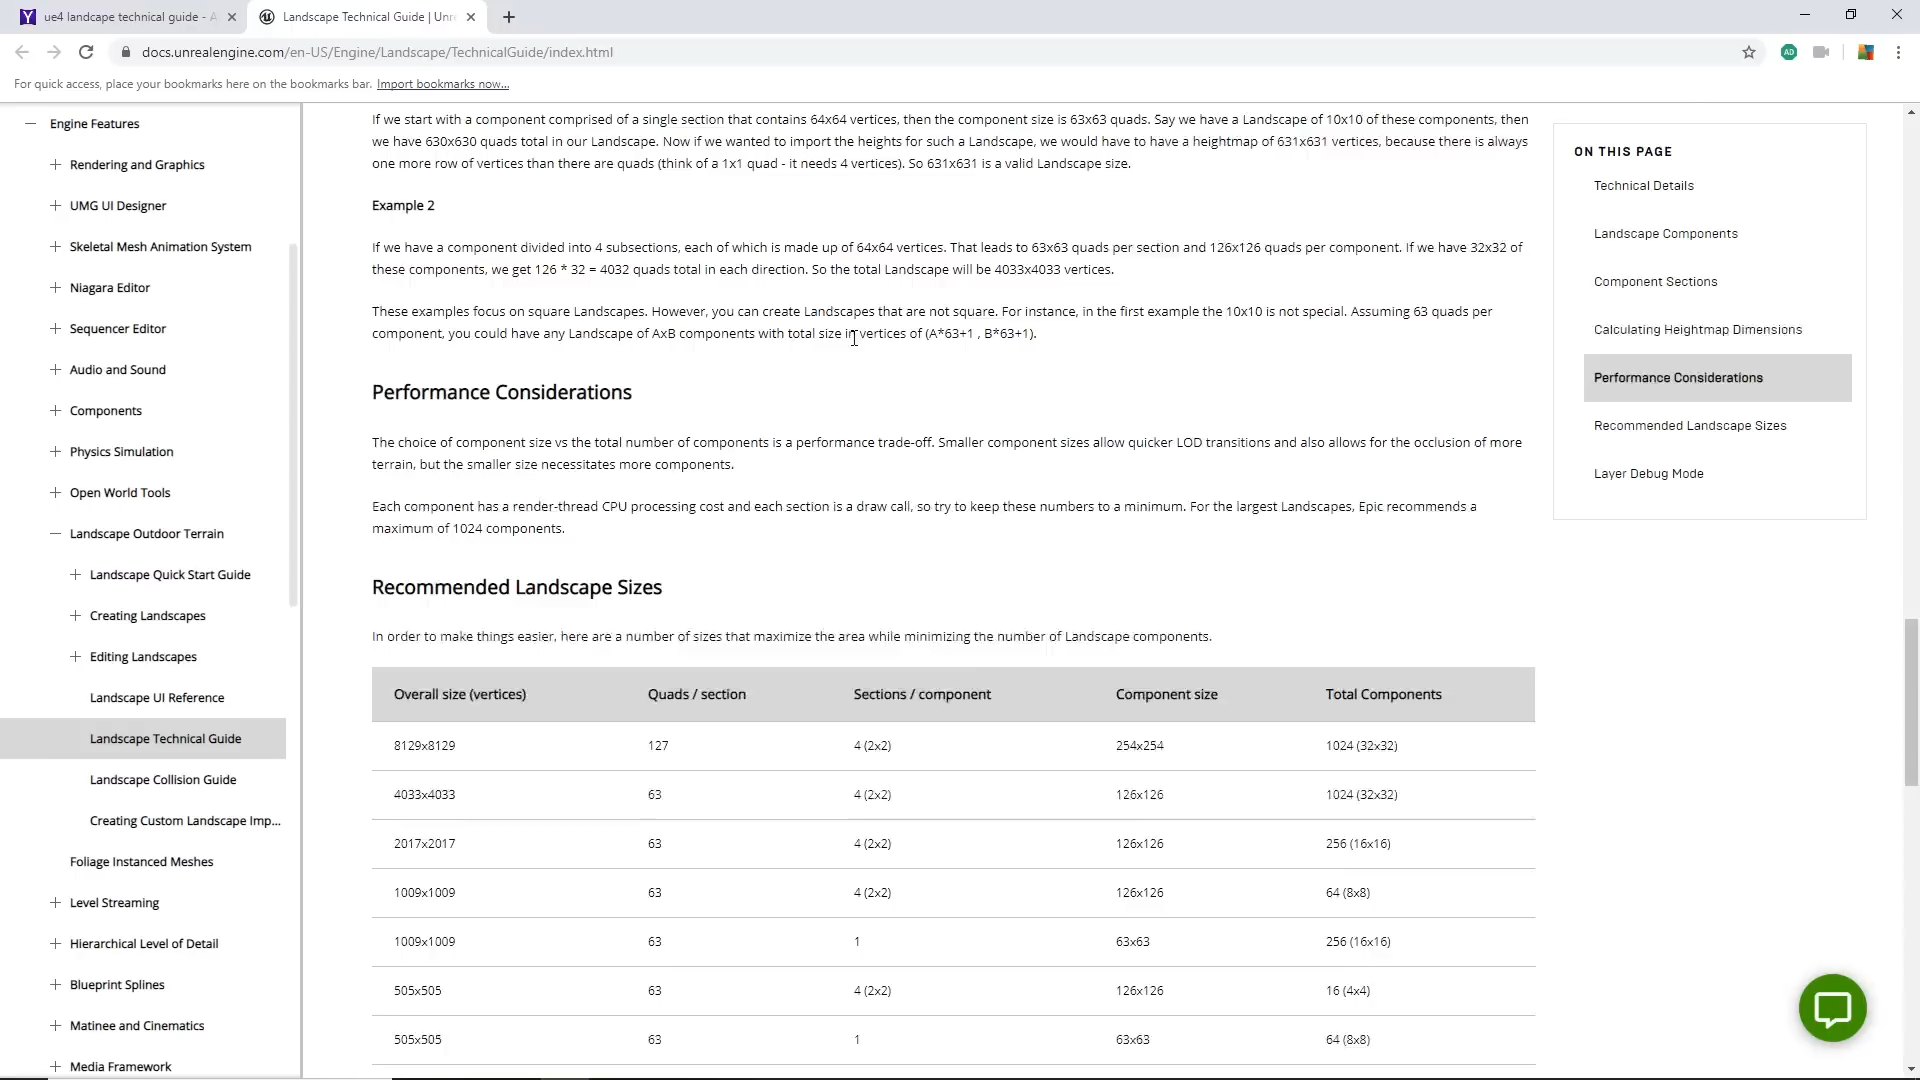 ue4 landcape technical guide - A
Landscape Technical Guide | Unre
docs.unrealengine.com/en-US/Engine/Landscape/TechnicalGuide/index.html
AD
For quick access, place your bookmarks here on the bookmarks bar. Import bookmarks now...
Engine Features
Rendering and Graphics
UMG UI Designer
Skeletal Mesh Animation System
Niagara Editor
Sequencer Editor
Audio and Sound
Components
Physics Simulation
Open World Tools
Landscape Outdoor Terrain
Landscape Quick Start Guide
Creating Landscapes
Editing Landscapes
Landscape UI Reference
Landscape Technical Guide
Landscape Collision Guide
Creating Custom Landscape Imp...
Foliage Instanced Meshes
Level Streaming
Hierarchical Level of Detail
Blueprint Splines
Matinee and Cinematics
Media Framework
If we start with a component comprised of a single section that contains 64x64 vertices, then the component size is 63x63 quads. Say we have a Landscape of 10x10 of these components, then
we have 630x630 quads total in our Landscape. Now if we wanted to import the heights for such a Landscape, we would have to have a heightmap of 631x631 vertices, because there is always
one more row of vertices than there are quads (think of a 1x1 quad - it needs 4 vertices). So 631x631 is a valid Landscape size.
Example 2
If we have a component divided into 4 subsections, each of which is made up of 64x64 vertices. That leads to 63x63 quads per section and 126x126 quads per component. If we have 32x32 of
these components, we get 126 * 32 = 4032 quads total in each direction. So the total Landscape will be 4033x4033 vertices.
These examples focus on square Landscapes. However, you can create Landscapes that are not square. For instance, in the first example the 10x10 is not special. Assuming 63 quads per
component, you could have any Landscape of AxB components with total size in vertices of (A*63+1 , B*63+1).
Performance Considerations
The choice of component size vs the total number of components is a performance trade-off. Smaller component sizes allow quicker LOD transitions and also allows for the occlusion of more
terrain, but the smaller size necessitates more components.
Each component has a render-thread CPU processing cost and each section is a draw call, so try to keep these numbers to a minimum. For the largest Landscapes, Epic recommends a
maximum of 1024 components.
Recommended Landscape Sizes
In order to make things easier, here are a number of sizes that maximize the area while minimizing the number of Landscape components.
Overall size (vertices) Quads / section Sections / component Component size Total Components
8129x8129 127 4 (2x2) 254x254 1024 (32x32)
4033x4033 63 4 (2x2) 126x126 1024 (32x32)
2017x2017 63 4 (2x2) 126x126 256 (16x16)
1009x1009 63 4 (2x2) 126x126 64 (8x8)
1009x1009 63 1 63x63 256 (16x16)
505x505 63 4 (2x2) 126x126 16 (4x4)
505x505 63 1 63x63 64 (8x8)
ON THIS PAGE
Technical Details
Landscape Components
Component Sections
Calculating Heightmap Dimensions
Performance Considerations
Recommended Landscape Sizes
Layer Debug Mode